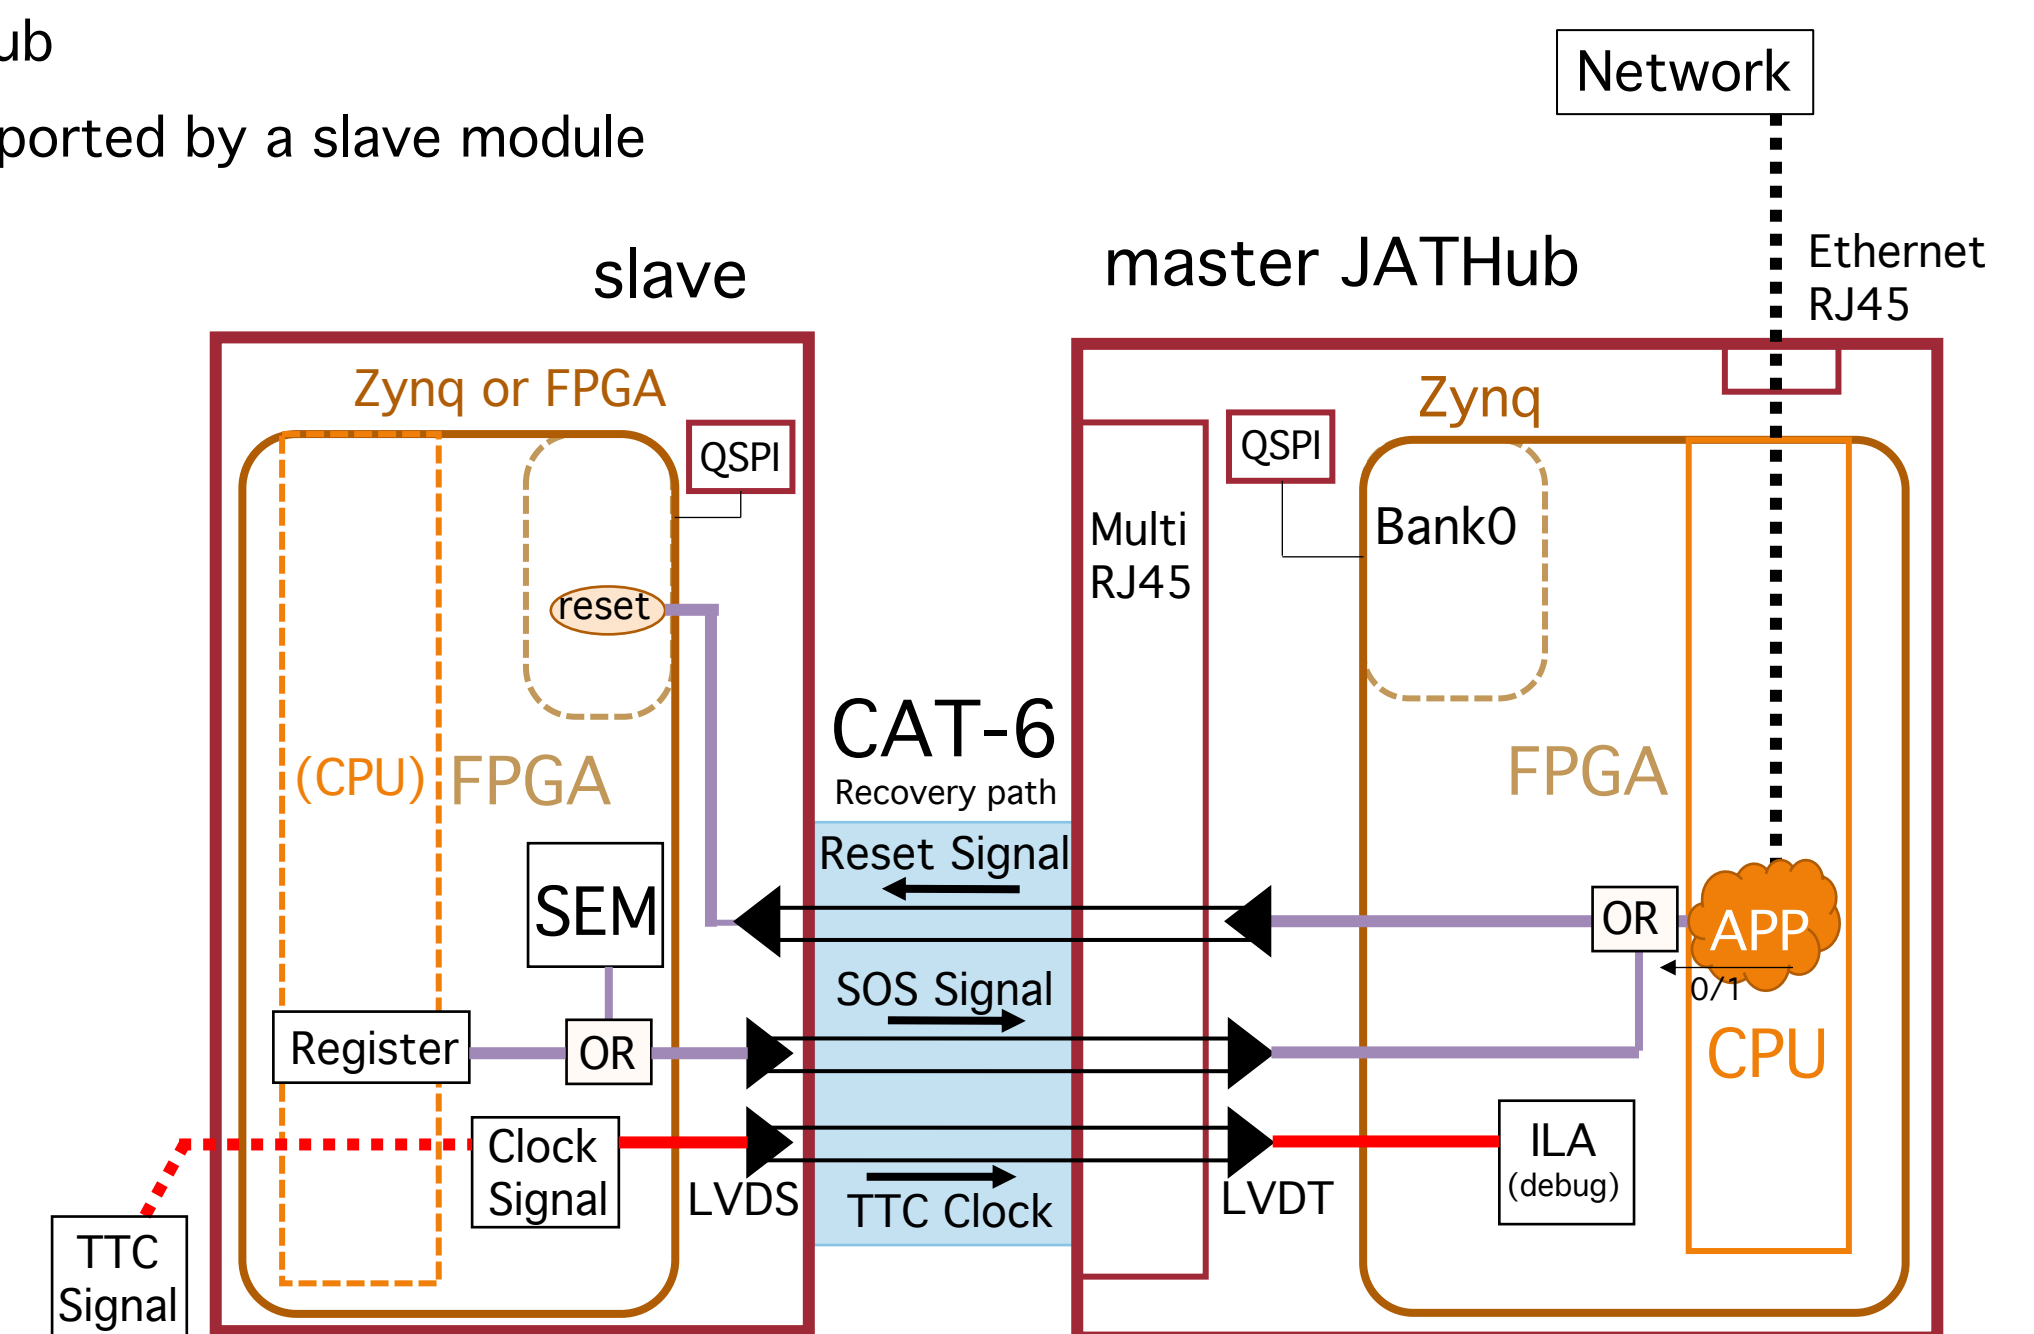 ub
ported by a slave module
Network
Ethernet
RJ45
slave
master JATHub
Zynq or FPGA
QSPI
reset
(CPU)
FPGA
SEM
Register
OR
Clock
Signal
LVDS
TTC
Signal
CAT-6
Recovery path
Reset Signal
SOS Signal
TTC Clock
Multi
RJ45
QSPI
Zynq
Bank0
FPGA
OR
APP
0/1
CPU
LVDT
ILA
(debug)